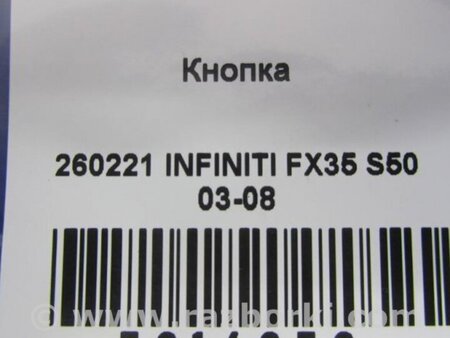 Кнопка
260221 INFINITI FX35 S50
03-08
© www.razborki.com